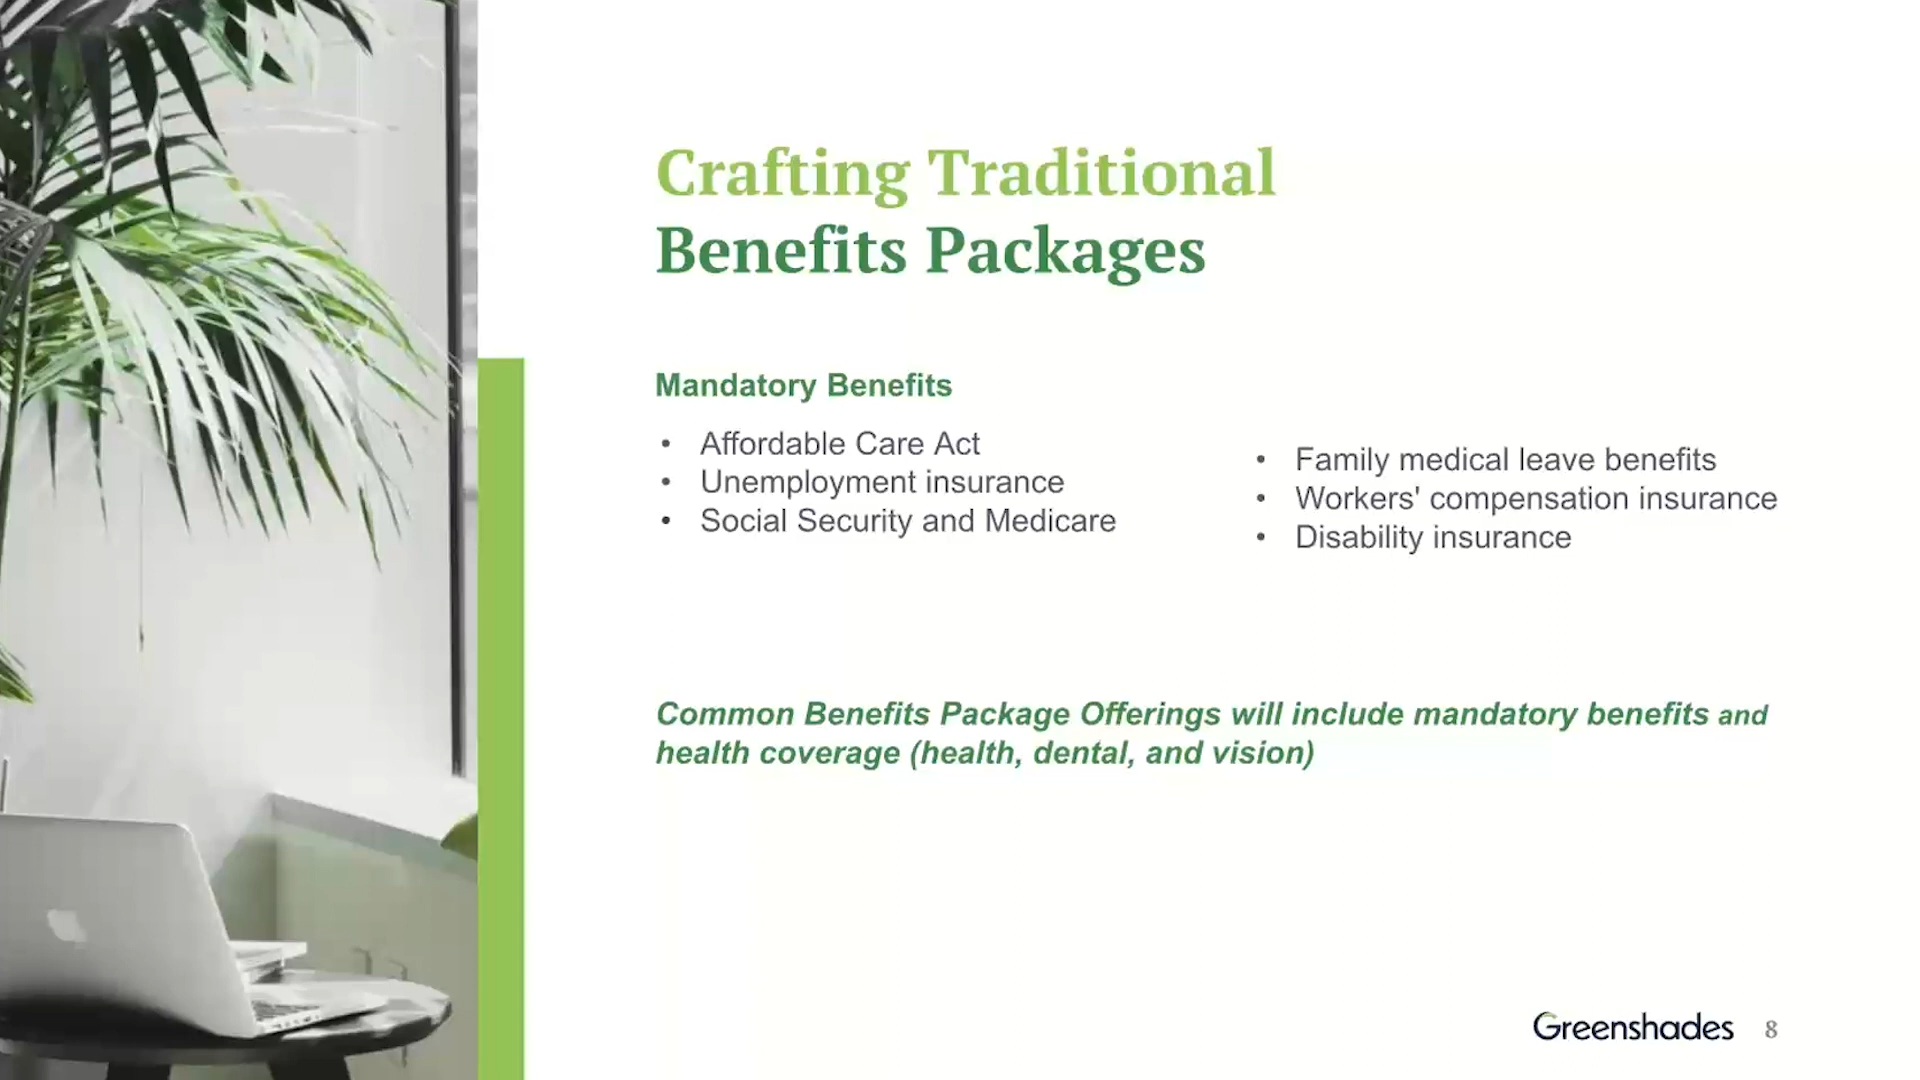 Crafting Traditional
Benefits Packages
Mandatory Benefits
• Affordable Care Act
• Unemployment insurance
• Social Security and Medicare
• Family medical leave benefits
• Workers' compensation insurance
• Disability insurance
Common Benefits Package Offerings will include mandatory benefits and
health coverage (health, dental, and vision)
Greenshades 8